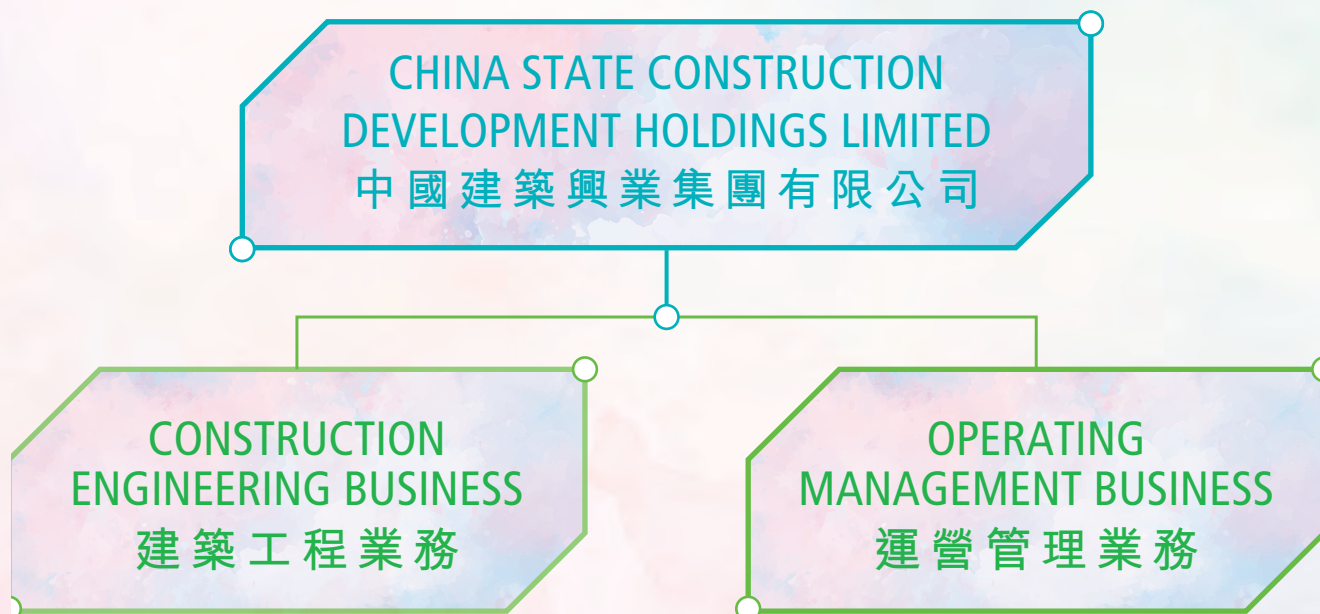 CHINA STATE CONSTRUCTION
DEVELOPMENT HOLDINGS LIMITED
中國建築興業集團有限公司
CONSTRUCTION
ENGINEERING BUSINESS
建築工程業務
OPERATING
MANAGEMENT BUSINESS
運營管理業務